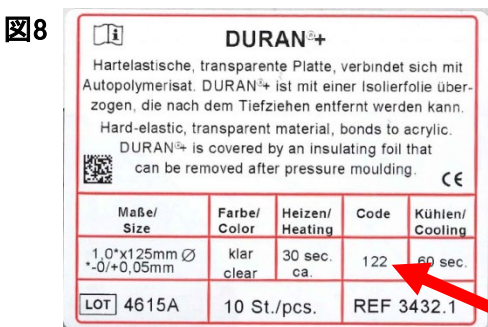 図8
DURAN®+
Hartelastische, transparente Platte, verbindet sich mit
Autopolymerisat. DURAN®+ ist mit einer Isolierfolie über-
zogen, die nach dem Tiefziehen entfernt werden kann.
Hard-elastic, transparent material, bonds to acrylic.
DURAN®+ is covered by an insulating foil that
can be removed after pressure moulding.
CE
Maße/ Farbe/ Heizen/ Code Kühlen/
Size Color Heating Cooling
1,0*x125mm Ø klar 30 sec. 122 60 sec.
*-0/+0,05mm clear ca.
LOT 4615A 10 St./pcs. REF 3432.1